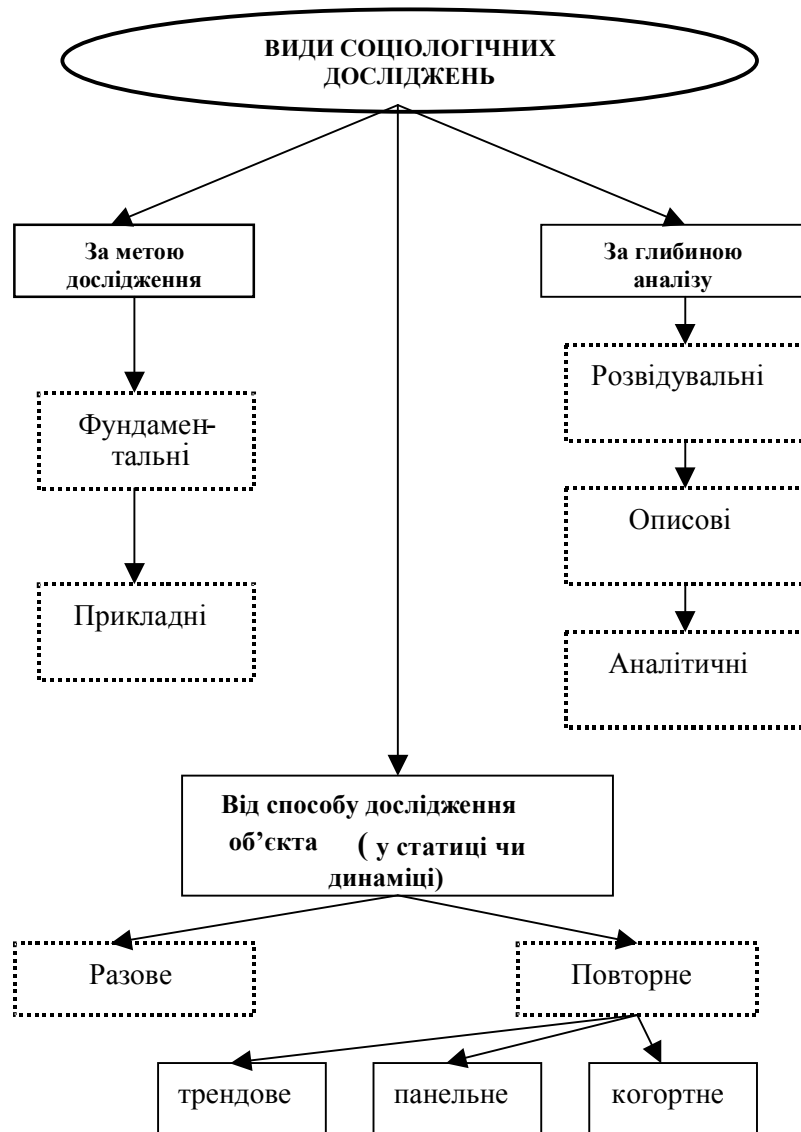 ВИДИ СОЦІОЛОГІЧНИХ
ДОСЛІДЖЕНЬ
За метою
дослідження
За глибиною
аналізу
Фундамен-
тальні
Прикладні
Розвідувальні
Описові
Аналітичні
Від способу дослідження
об’єкта ( у статиці чи
динаміці)
Разове
Повторне
трендове
панельне
когортне